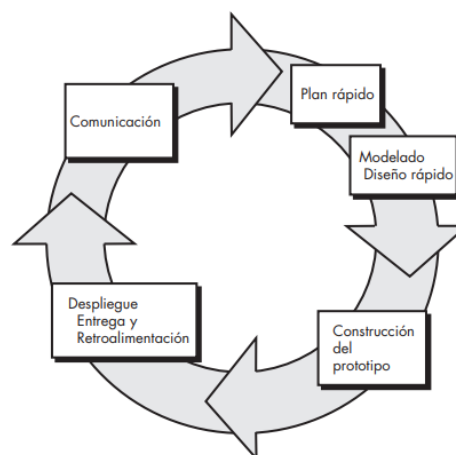 Comunicación
Plan rápido
Modelado
Diseño rápido
Construcción
del
prototipo
Despliegue
Entrega y
Retroalimentación